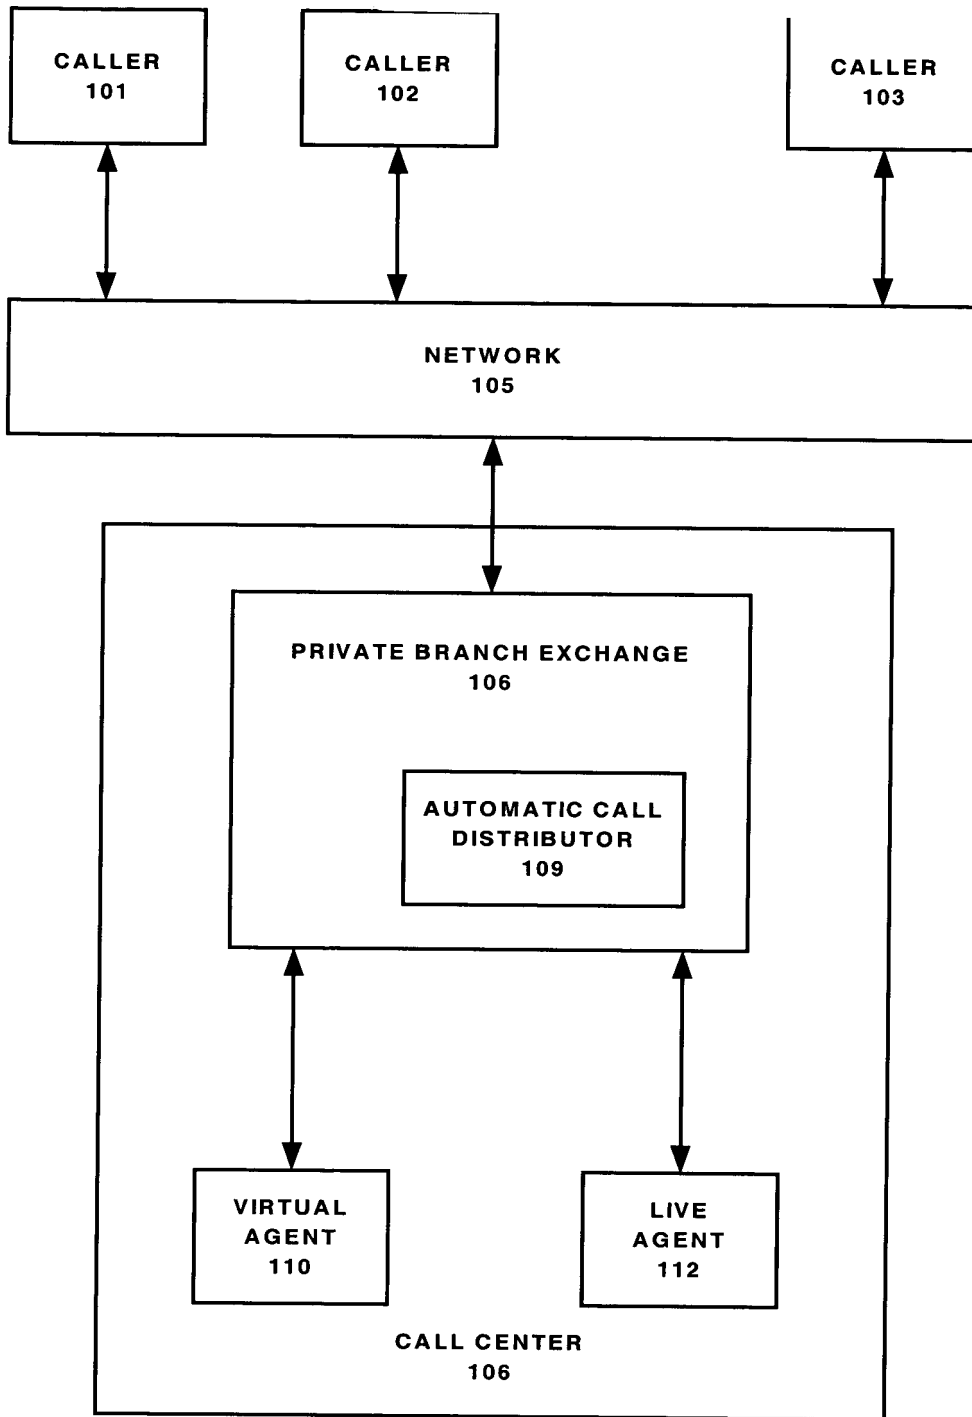 CALLER
101
CALLER
102
CALLER
103
NETWORK
105
PRIVATE BRANCH EXCHANGE
106
AUTOMATIC CALL
DISTRIBUTOR
109
VIRTUAL
AGENT
110
LIVE
AGENT
112
CALL CENTER
106